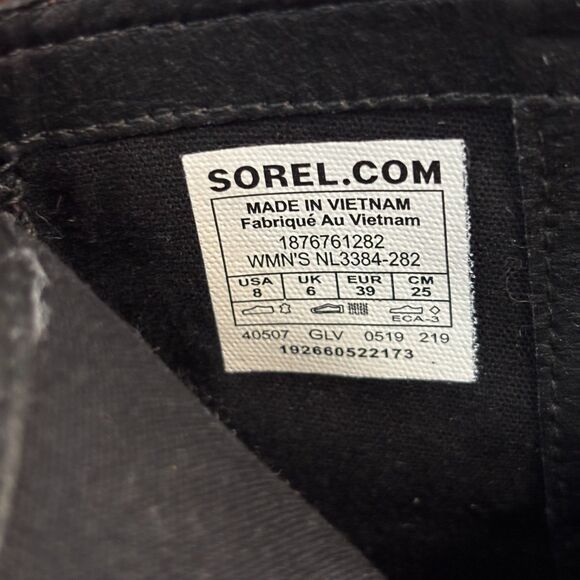 SOREL.COM
MADE IN VIETNAM
Fabriqué Au Vietnam
1876761282
WMN'S NL3384-282
USA UK EUR CM
8 6 39 25
ECA-3
40507 GLV 0519 219
192660522173